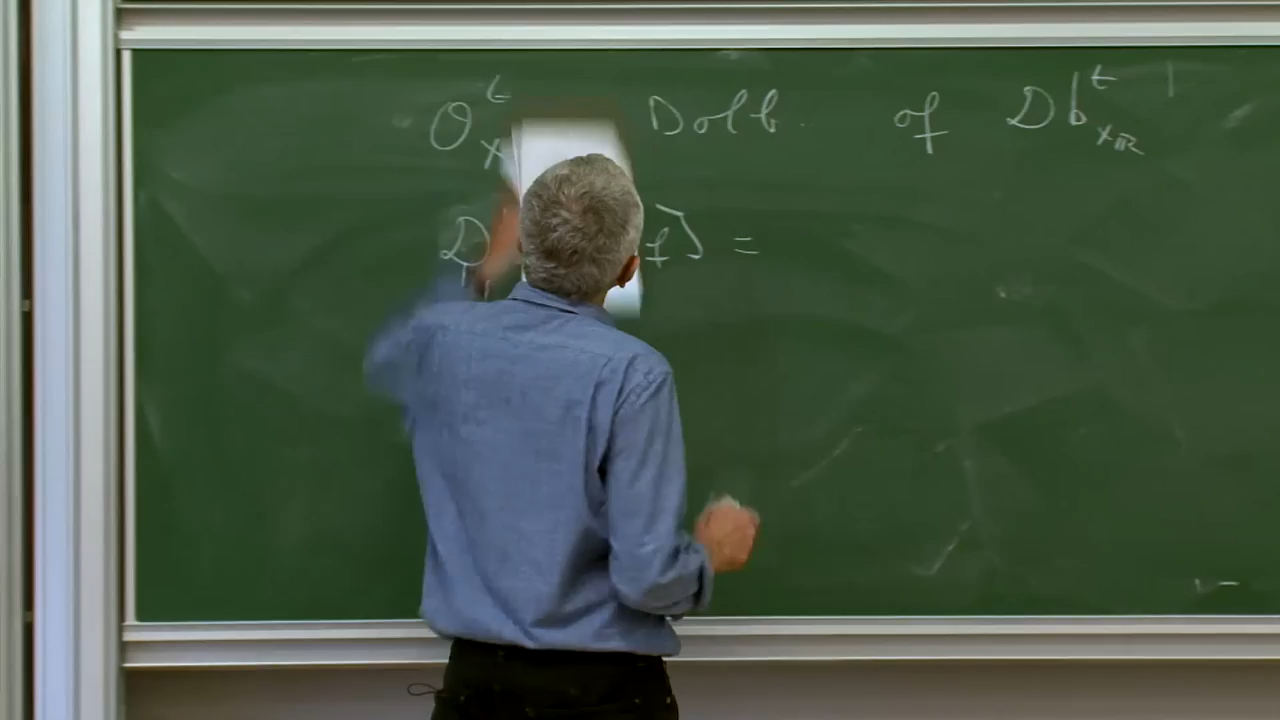 O^t_X Dolb. of Db^t_{X_ℝ}
D f] =